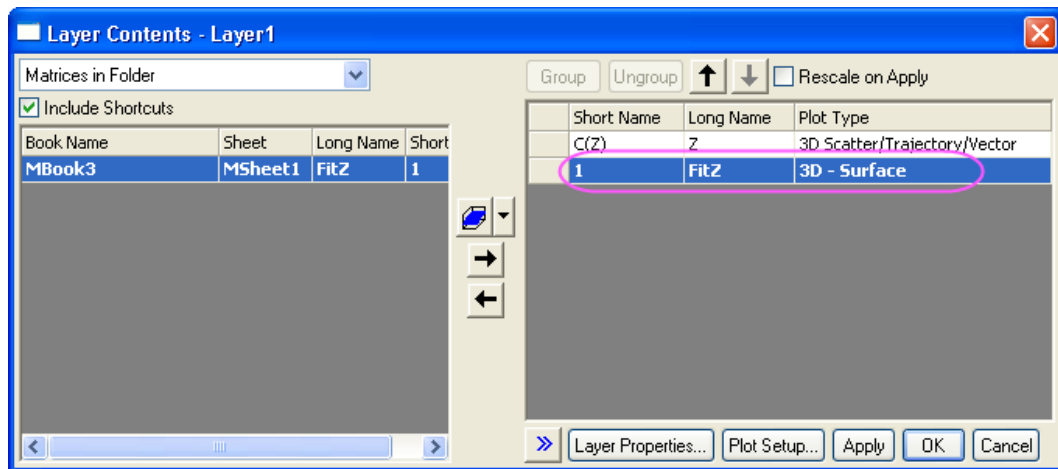 Layer Contents - Layer1
Matrices in Folder
Group Ungroup Rescale on Apply
Include Shortcuts
Short Name Long Name Plot Type
Book Name Sheet Long Name Short
C(Z) Z 3D Scatter/Trajectory/Vector
MBook3 MSheet1 FitZ 1
1 FitZ 3D - Surface
Layer Properties... Plot Setup... Apply OK Cancel